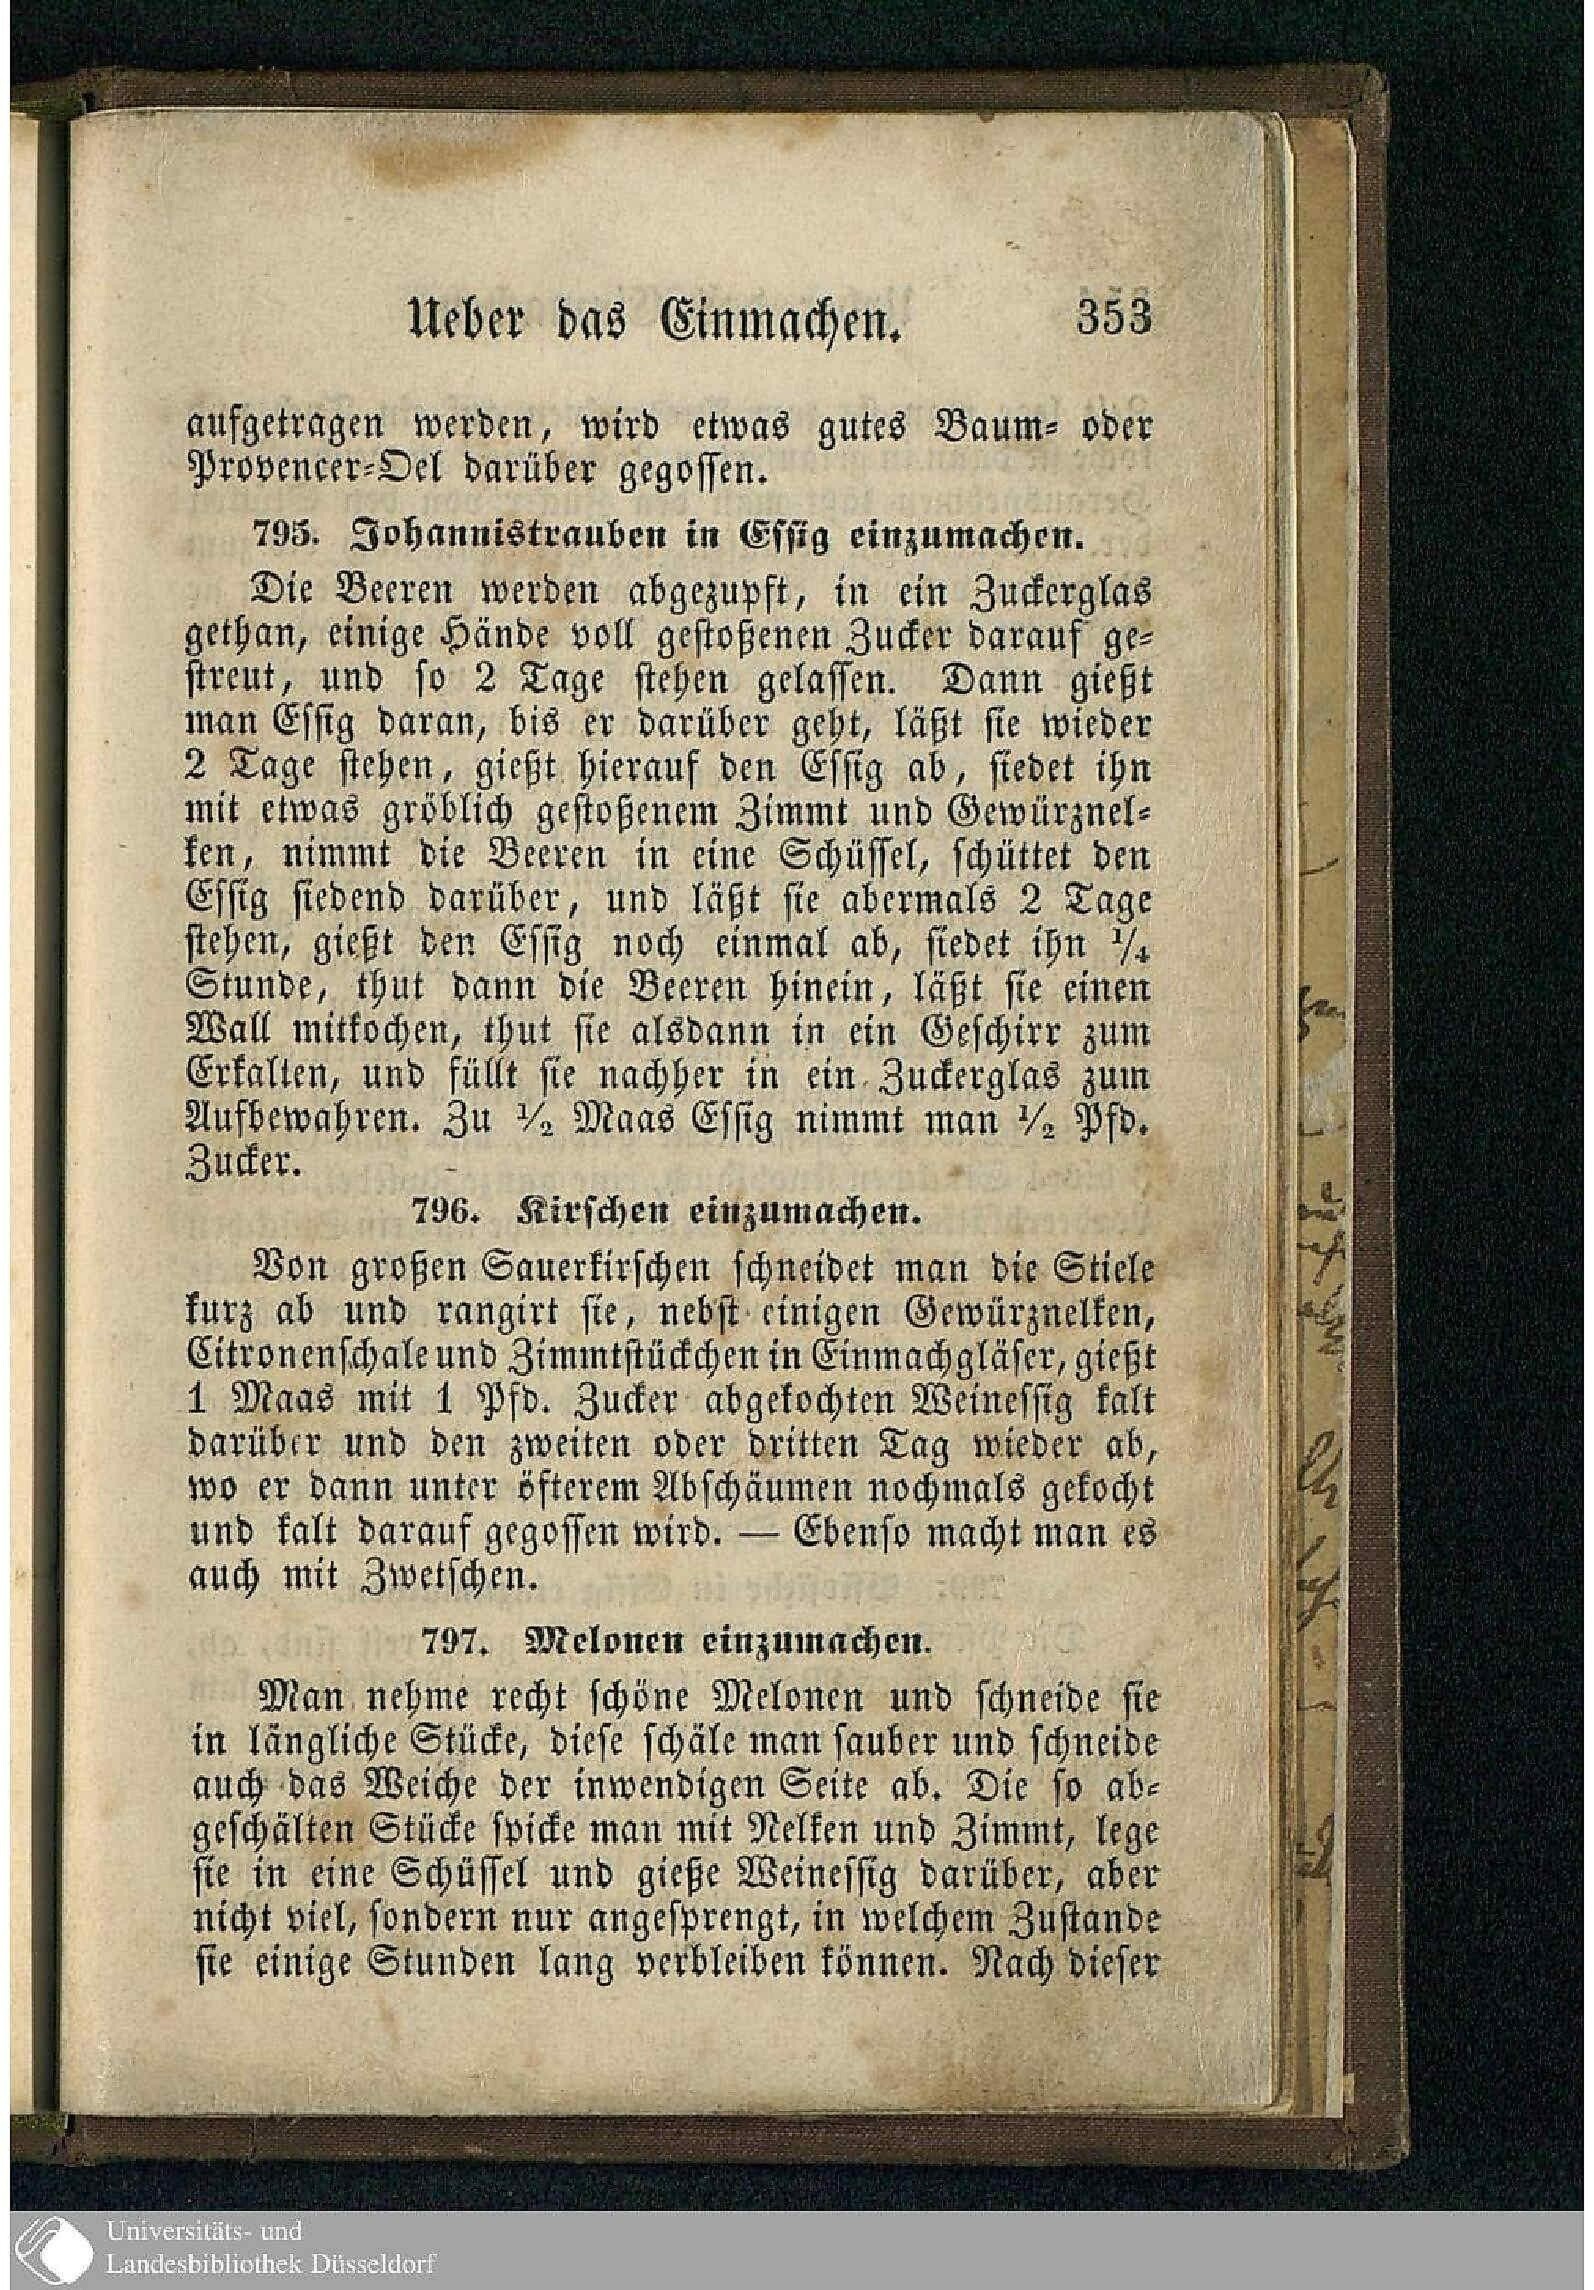 Ueber das Einmachen. 353
aufgetragen werden, wird etwas gutes Baum- oder
Provencer-Oel darüber gegossen.
795. Johannistrauben in Essig einzumachen.
Die Beeren werden abgezupft, in ein Zuckerglas
gethan, einige Hände voll gestoßenen Zucker darauf ge-
streut, und so 2 Tage stehen gelassen. Dann gießt
man Essig daran, bis er darüber geht, läßt sie wieder
2 Tage stehen, gießt hierauf den Essig ab, siedet ihn
mit etwas gröblich gestoßenem Zimmt und Gewürznel-
ken, nimmt die Beeren in eine Schüssel, schüttet den
Essig siedend darüber, und läßt sie abermals 2 Tage
stehen, gießt den Essig noch einmal ab, siedet ihn 1/4
Stunde, thut dann die Beeren hinein, läßt sie einen
Wall mitkochen, thut sie alsdann in ein Geschirr zum
Erkalten, und füllt sie nachher in ein Zuckerglas zum
Aufbewahren. Zu 1/2 Maas Essig nimmt man 1/2 Pfd.
Zucker.
796. Kirschen einzumachen.
Von großen Sauerkirschen schneidet man die Stiele
kurz ab und rangirt sie, nebst einigen Gewürznelken,
Citronenschale und Zimmtstückchen in Einmachgläser, gießt
1 Maas mit 1 Pfd. Zucker abgekochten Weinessig kalt
darüber und den zweiten oder dritten Tag wieder ab,
wo er dann unter öfterem Abschäumen nochmals gekocht
und kalt darauf gegossen wird. — Ebenso macht man es
auch mit Zwetschen.
797. Melonen einzumachen.
Man nehme recht schöne Melonen und schneide sie
in längliche Stücke, diese schäle man sauber und schneide
auch das Weiche der inwendigen Seite ab. Die so ab-
geschälten Stücke spicke man mit Nelken und Zimmt, lege
sie in eine Schüssel und gieße Weinessig darüber, aber
nicht viel, sondern nur angesprengt, in welchem Zustande
sie einige Stunden lang verbleiben können. Nach dieser
Universitäts- und
Landesbibliothek Düsseldorf